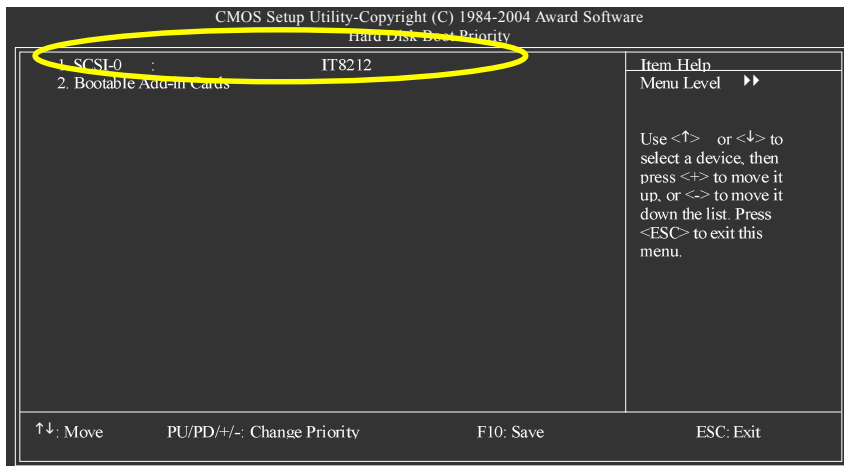 CMOS Setup Utility-Copyright (C) 1984-2004 Award Software
Hard Disk Boot Priority
1. SCSI-0 : IT8212
2. Bootable Add-in Cards
Item Help
Menu Level ►►
Use <↑> or <↓> to
select a device, then
press <+> to move it
up, or <-> to move it
down the list. Press
<ESC> to exit this
menu.
↑↓: Move PU/PD/+/-: Change Priority F10: Save ESC: Exit